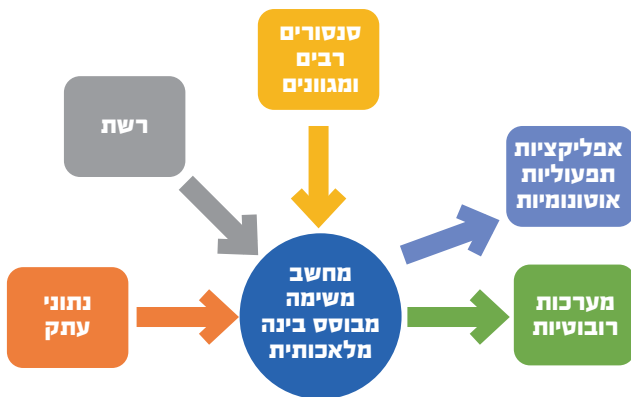 סנסורים
רבים
ומגוונים
רשת
אפליקציות
תפעוליות
אוטונומיות
מחשב
משימה
מבוסס בינה
מלאכותית
נתוני
עתק
מערכות
רובוטיות